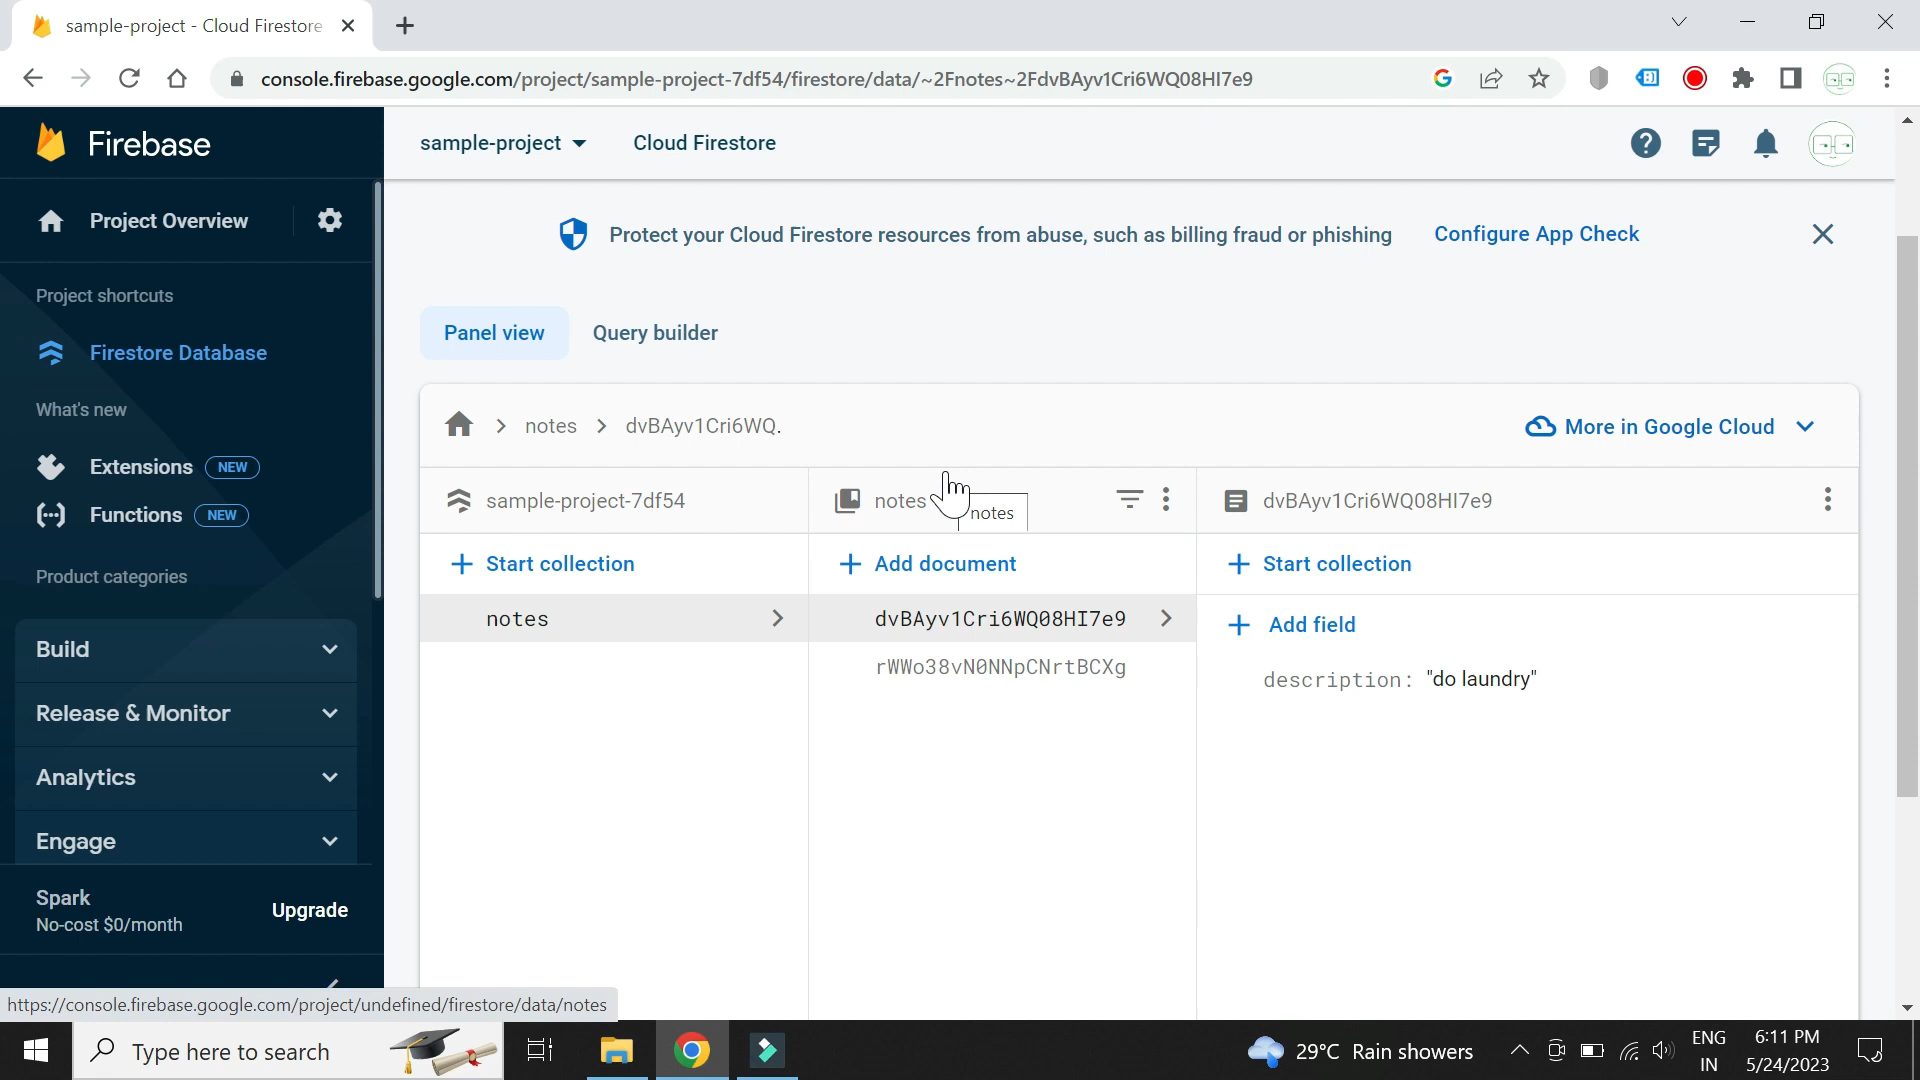 sample-project - Cloud Firestore
console.firebase.google.com/project/sample-project-7df54/firestore/data/~2Fnotes~2FdvBAyv1Cri6WQ08HI7e9
Firebase
sample-project
Cloud Firestore
Project Overview
Protect your Cloud Firestore resources from abuse, such as billing fraud or phishing
Configure App Check
Project shortcuts
Panel view
Query builder
Firestore Database
What's new
notes
dvBAyv1Cri6WQ.
More in Google Cloud
Extensions
NEW
sample-project-7df54
notes
dvBAyv1Cri6WQ08HI7e9
notes
Functions
NEW
Start collection
Add document
Start collection
Product categories
notes
dvBAyv1Cri6WQ08HI7e9
Add field
Build
rWWo38vN0NNpCNrtBCXg
description: "do laundry"
Release & Monitor
Analytics
Engage
Spark
No-cost $0/month
Upgrade
https://console.firebase.google.com/project/undefined/firestore/data/notes
Type here to search
29°C Rain showers
ENG
IN
6:11 PM
5/24/2023